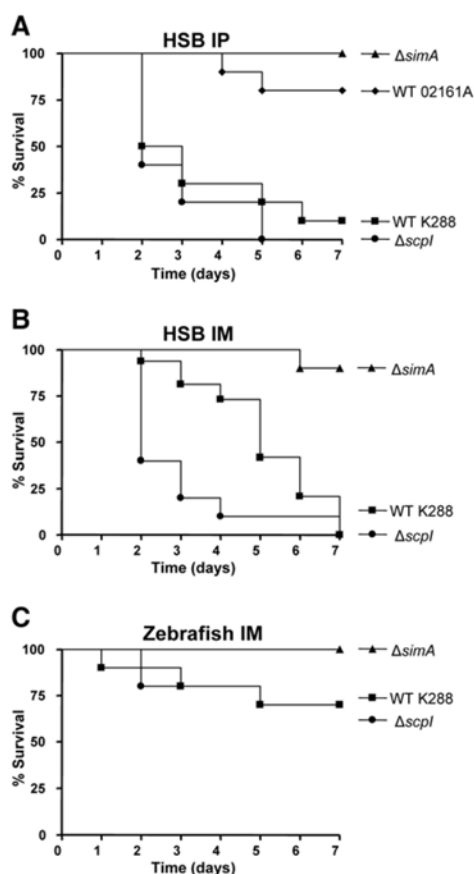 A
HSB IP
100
75
50
25
0
% Survival
0 1 2 3 4 5 6 7
Time (days)
ΔsimA
WT 02161A
WT K288
ΔscpI
B
HSB IM
100
75
50
25
0
% Survival
0 1 2 3 4 5 6 7
Time (days)
ΔsimA
WT K288
ΔscpI
C
Zebrafish IM
100
75
50
25
0
% Survival
0 1 2 3 4 5 6 7
Time (days)
ΔsimA
WT K288
ΔscpI